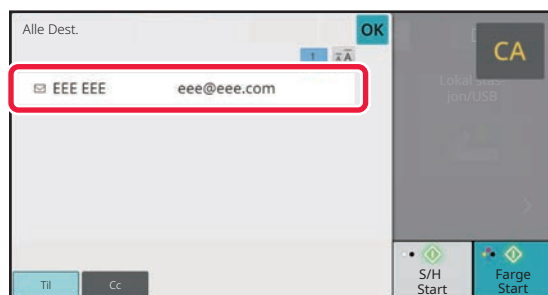 Alle Dest.
OK
CA
1
EEE EEE eee@eee.com
Lokal stas-
jon/USB
Til
Cc
S/H
Start
Farge
Start